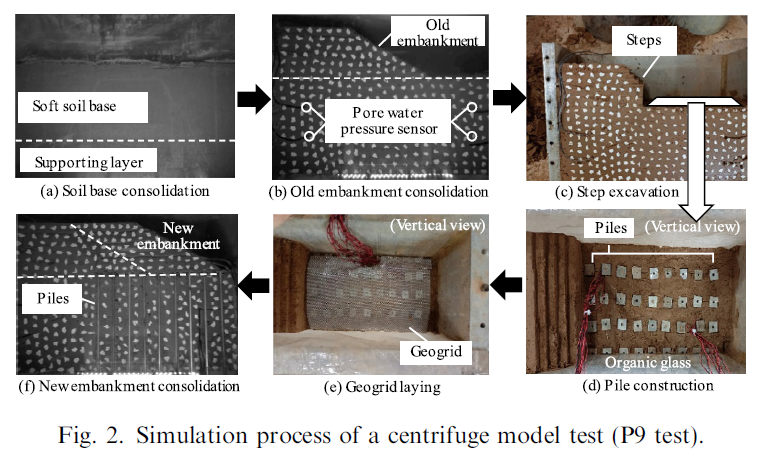 Old
embankment
Steps
Soft soil base
Pore water
pressure sensor
Supporting layer
(a) Soil base consolidation
(b) Old embankment consolidation
(c) Step excavation
New
embankment
(Vertical view)
Piles
(Vertical view)
Piles
Geogrid
Organic glass
(f) New embankment consolidation
(e) Geogrid laying
(d) Pile construction
Fig. 2. Simulation process of a centrifuge model test (P9 test).